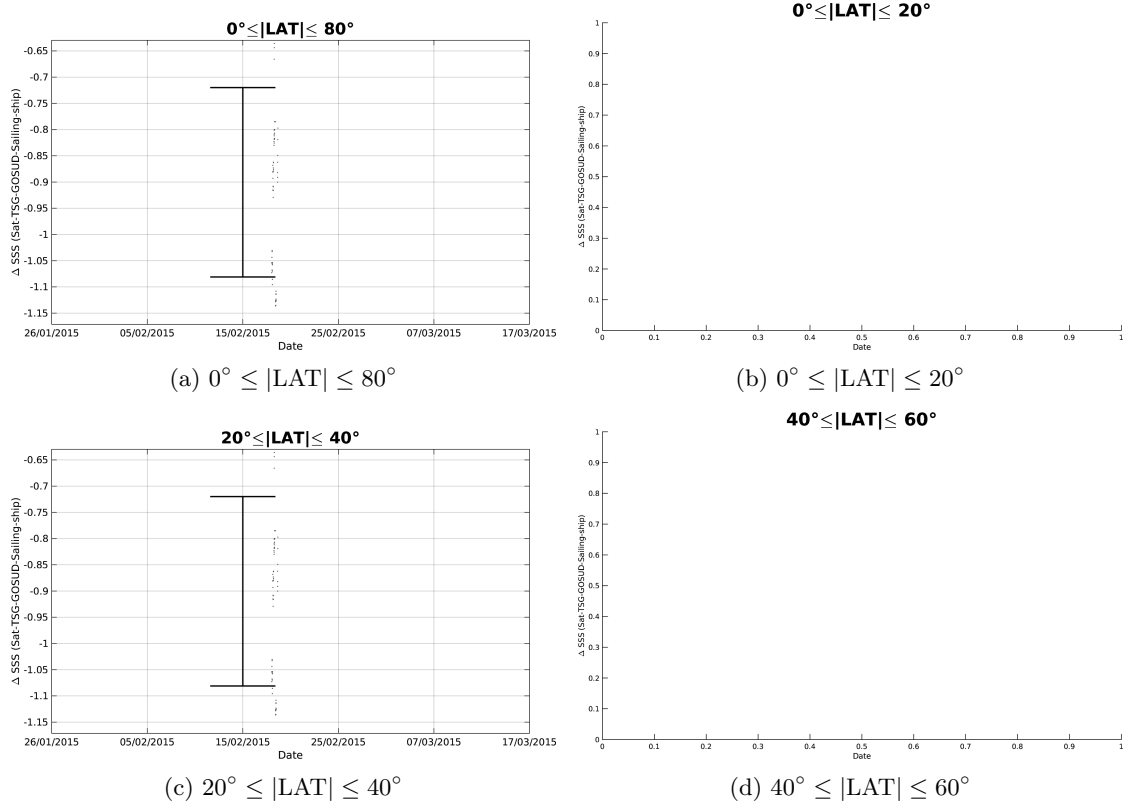 0°≤|LAT|≤ 80°
-0.65
-0.7
-0.75
-0.8
-0.85
-0.9
-0.95
-1
-1.05
-1.1
-1.15
Δ SSS (Sat-TSG-GOSUD-Sailing-ship)
26/01/2015 05/02/2015 15/02/2015 25/02/2015 07/03/2015 17/03/2015
Date
(a) 0° ≤ |LAT| ≤ 80°
0°≤|LAT|≤ 20°
1
0.9
0.8
0.7
0.6
0.5
0.4
0.3
0.2
0.1
0
Δ SSS (Sat-TSG-GOSUD-Sailing-ship)
0 0.1 0.2 0.3 0.4 0.5 0.6 0.7 0.8 0.9 1
Date
(b) 0° ≤ |LAT| ≤ 20°
20°≤|LAT|≤ 40°
-0.65
-0.7
-0.75
-0.8
-0.85
-0.9
-0.95
-1
-1.05
-1.1
-1.15
Δ SSS (Sat-TSG-GOSUD-Sailing-ship)
26/01/2015 05/02/2015 15/02/2015 25/02/2015 07/03/2015 17/03/2015
Date
(c) 20° ≤ |LAT| ≤ 40°
40°≤|LAT|≤ 60°
1
0.9
0.8
0.7
0.6
0.5
0.4
0.3
0.2
0.1
0
Δ SSS (Sat-TSG-GOSUD-Sailing-ship)
0 0.1 0.2 0.3 0.4 0.5 0.6 0.7 0.8 0.9 1
Date
(d) 40° ≤ |LAT| ≤ 60°